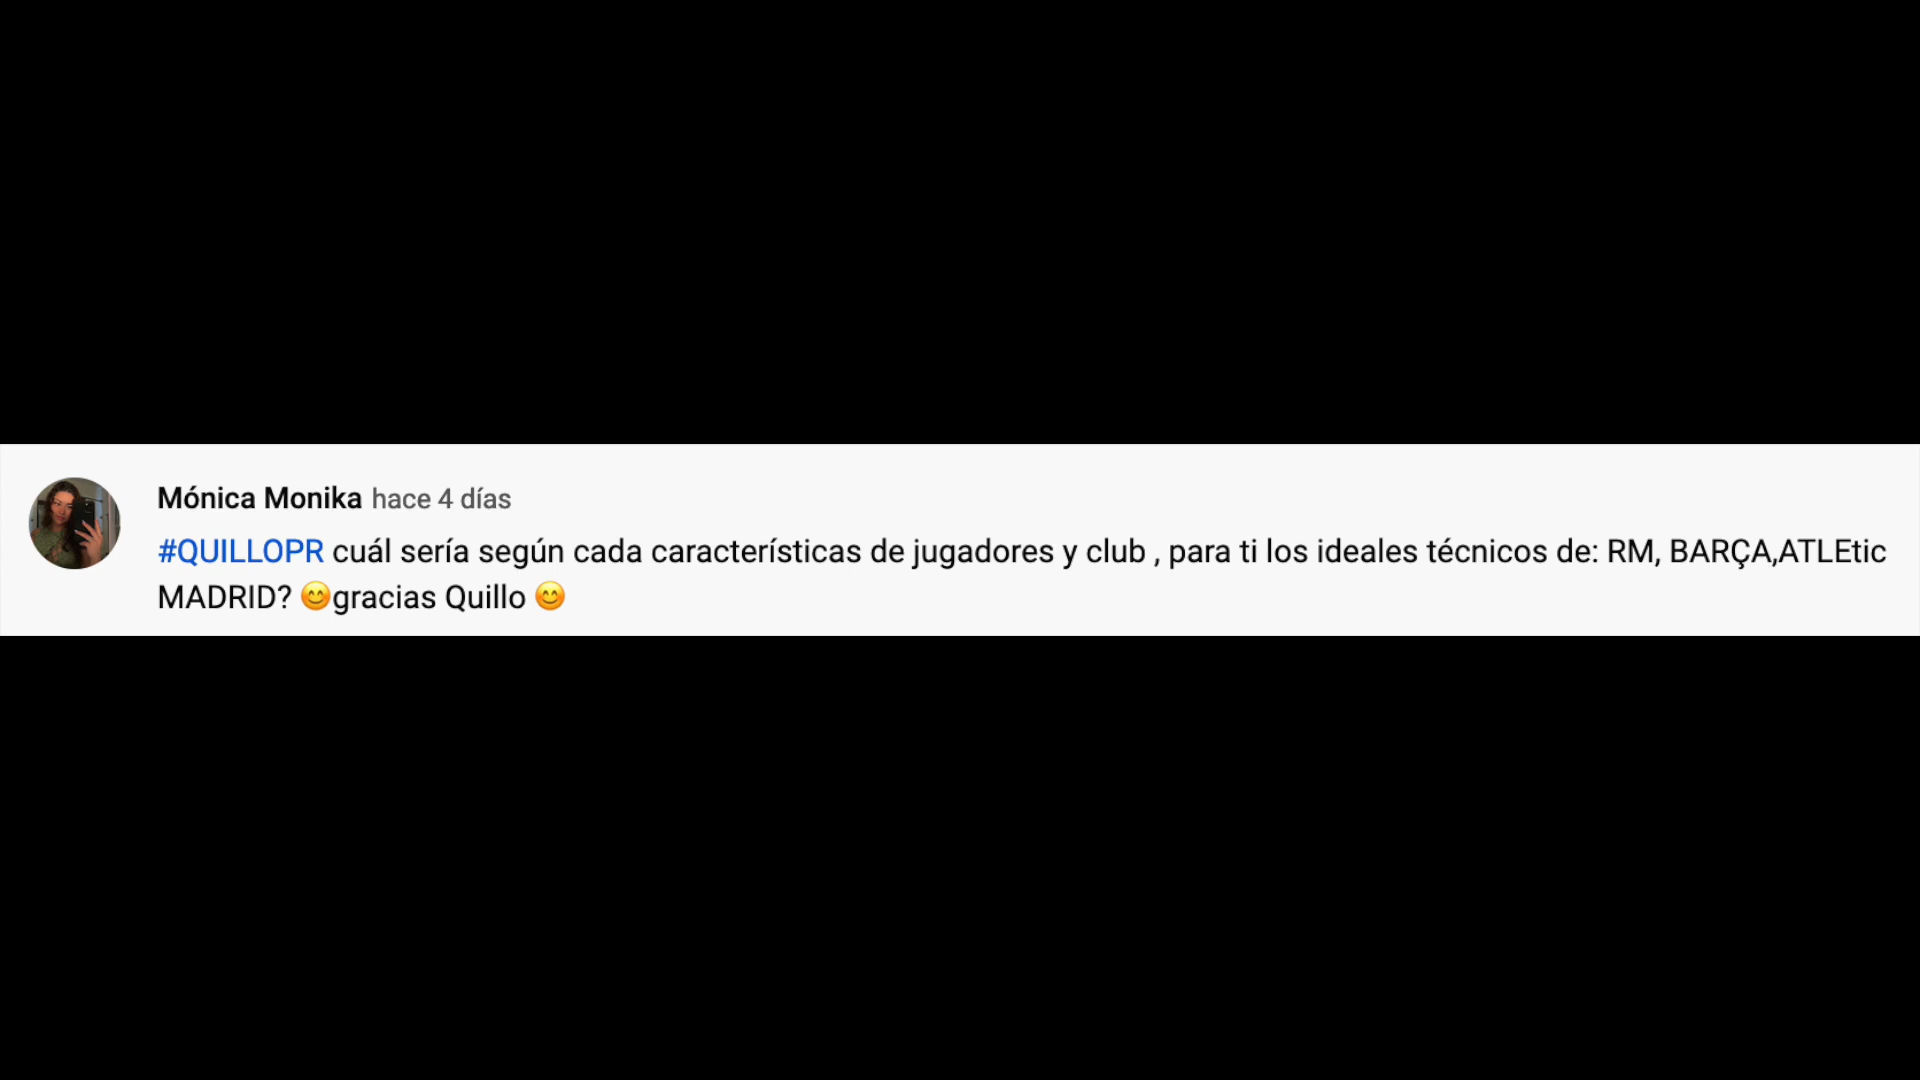 Mónica Monika hace 4 días
#QUILLOPR cuál sería según cada características de jugadores y club , para ti los ideales técnicos de: RM, BARÇA,ATLEtic
MADRID? 😊gracias Quillo 😊